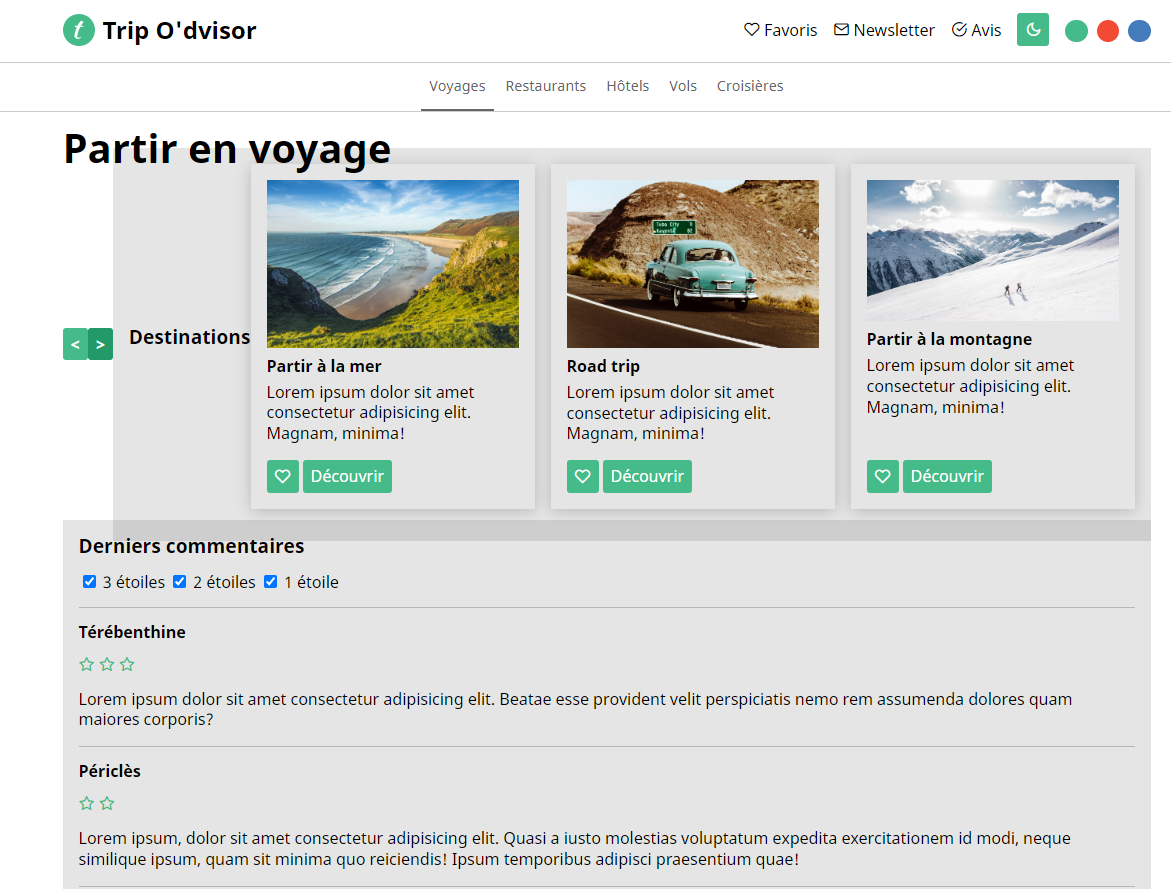 t Trip O'dvisor
Favoris Newsletter Avis
Voyages Restaurants Hôtels Vols Croisières
Partir en voyage
< >
Destinations
Partir à la mer
Lorem ipsum dolor sit amet
consectetur adipisicing elit.
Magnam, minima!
Découvrir
Tuba City
Road trip
Lorem ipsum dolor sit amet
consectetur adipisicing elit.
Magnam, minima!
Découvrir
Partir à la montagne
Lorem ipsum dolor sit amet
consectetur adipisicing elit.
Magnam, minima!
Découvrir
Derniers commentaires
3 étoiles 2 étoiles 1 étoile
Térébenthine
Lorem ipsum dolor sit amet consectetur adipisicing elit. Beatae esse provident velit perspiciatis nemo rem assumenda dolores quam
maiores corporis?
Périclès
Lorem ipsum, dolor sit amet consectetur adipisicing elit. Quasi a iusto molestias voluptatum expedita exercitationem id modi, neque
similique ipsum, quam sit minima quo reiciendis! Ipsum temporibus adipisci praesentium quae!